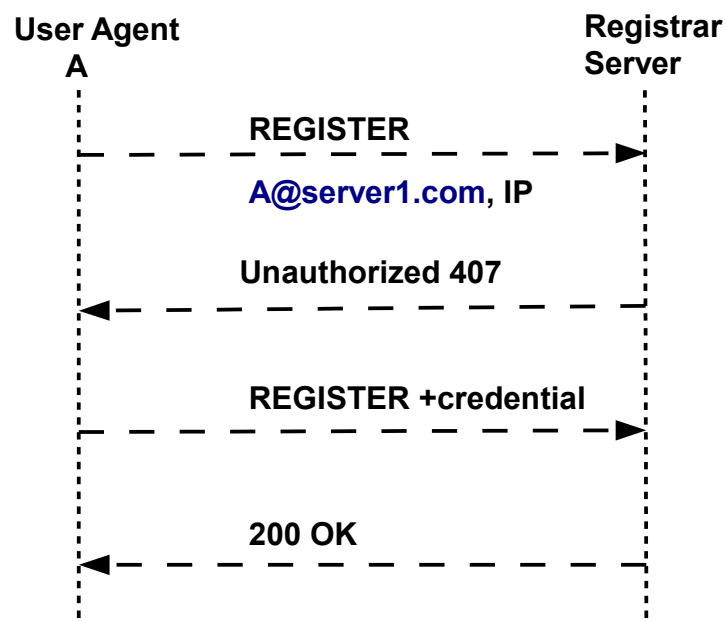 User Agent
A
Registrar
Server
REGISTER
A@server1.com, IP
Unauthorized 407
REGISTER +credential
200 OK